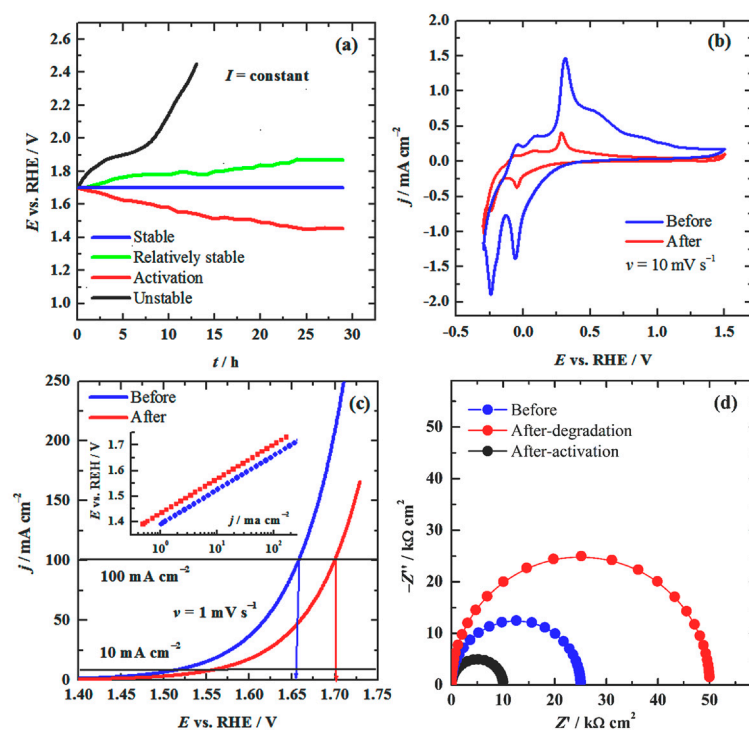 (a)
I = constant
E vs. RHE / V
2.6
2.4
2.2
2.0
1.8
1.6
1.4
1.2
1.0
Stable
Relatively stable
Activation
Unstable
0 5 10 15 20 25 30
t / h
(b)
j / mA cm⁻²
2.0
1.5
1.0
0.5
0.0
-0.5
-1.0
-1.5
-2.0
Before
After
v = 10 mV s⁻¹
-0.5 0.0 0.5 1.0 1.5
E vs. RHE / V
(c)
j / mA cm⁻²
250
200
150
100
50
0
Before
After
E vs. REH / V
1.7
1.6
1.5
1.4
j / ma cm⁻²
10⁰ 10¹ 10²
100 mA cm⁻²
v = 1 mV s⁻¹
10 mA cm⁻²
1.40 1.45 1.50 1.55 1.60 1.65 1.70 1.75
E vs. RHE / V
(d)
−Z'' / kΩ cm²
50
40
30
20
10
0
Before
After-degradation
After-activation
0 10 20 30 40 50
Z' / kΩ cm²